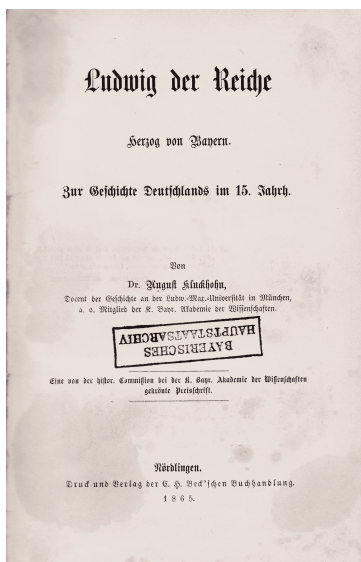 Ludwig der Reiche
Herzog von Bayern.
Zur Geschichte Deutschlands im 15. Jahrh.
Von
Dr. August Kluckhohn,
Docent der Geschichte an der Ludw.-Max.-Universität in München,
a. o. Mitglied der K. Bayr. Akademie der Wissenschaften.
BAYERISCHES
HAUPTSTAATSARCHIV
Eine von der histor. Commission bei der K. Bayr. Akademie der Wissenschaften
gekrönte Preisschrift.
Nördlingen.
Druck und Verlag der C. H. Beck'schen Buchhandlung.
1865.